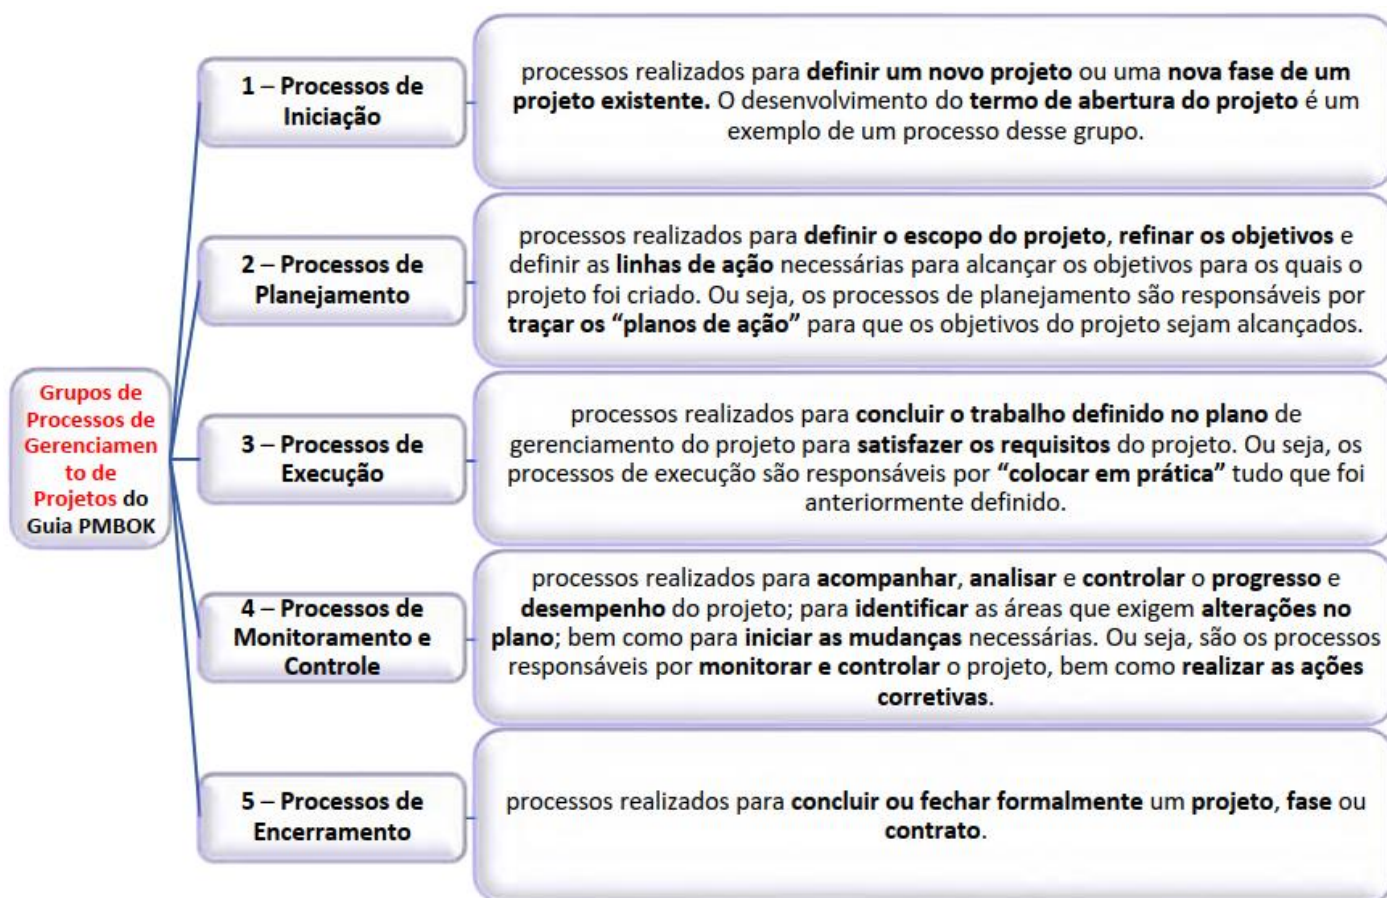 Grupos de
Processos de
Gerenciamen
to de
Projetos do
Guia PMBOK
1 – Processos de
Iniciação
processos realizados para definir um novo projeto ou uma nova fase de um
projeto existente. O desenvolvimento do termo de abertura do projeto é um
exemplo de um processo desse grupo.
2 – Processos de
Planejamento
processos realizados para definir o escopo do projeto, refinar os objetivos e
definir as linhas de ação necessárias para alcançar os objetivos para os quais o
projeto foi criado. Ou seja, os processos de planejamento são responsáveis por
traçar os “planos de ação” para que os objetivos do projeto sejam alcançados.
3 – Processos de
Execução
processos realizados para concluir o trabalho definido no plano de
gerenciamento do projeto para satisfazer os requisitos do projeto. Ou seja, os
processos de execução são responsáveis por “colocar em prática” tudo que foi
anteriormente definido.
4 – Processos de
Monitoramento e
Controle
processos realizados para acompanhar, analisar e controlar o progresso e
desempenho do projeto; para identificar as áreas que exigem alterações no
plano; bem como para iniciar as mudanças necessárias. Ou seja, são os processos
responsáveis por monitorar e controlar o projeto, bem como realizar as ações
corretivas.
5 – Processos de
Encerramento
processos realizados para concluir ou fechar formalmente um projeto, fase ou
contrato.